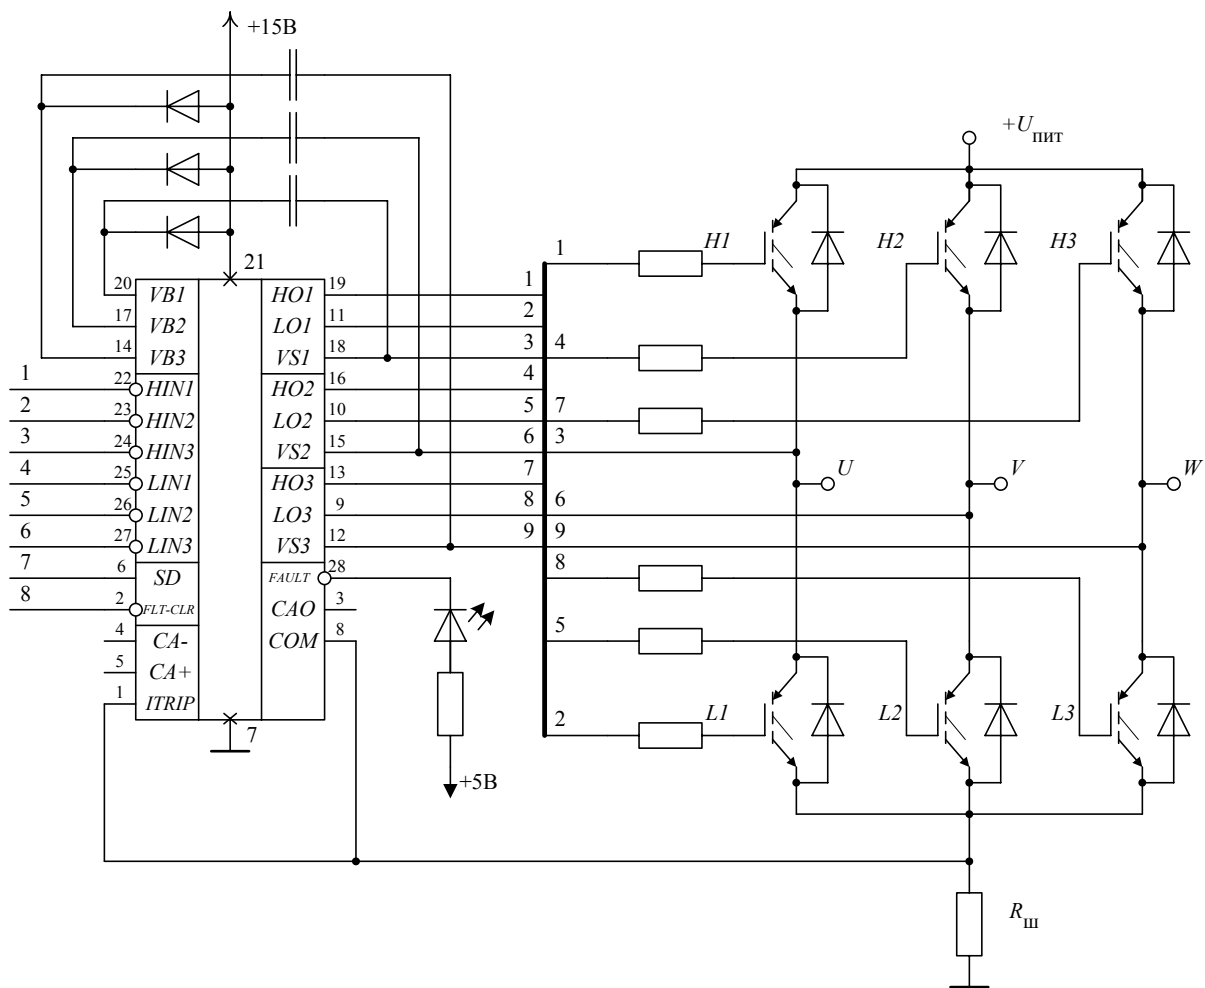 +15В
+Uпит
21
20 VB1 HO1 19 1
17 VB2 LO1 11 2
14 VB3 VS1 18 3
1 22 HIN1 HO2 16 4
2 23 HIN2 LO2 10 5
3 24 HIN3 VS2 15 6
4 25 LIN1 HO3 13 7
5 26 LIN2 LO3 9 8
6 27 LIN3 VS3 12 9
7 6 SD FAULT 28
8 2 FLT-CLR CAO 3
4 CA- COM 8
5 CA+
1 ITRIP
7
+5В
1 H1 H2 H3
4
7
3
U V W
6
9
8
5
2 L1 L2 L3
Rш